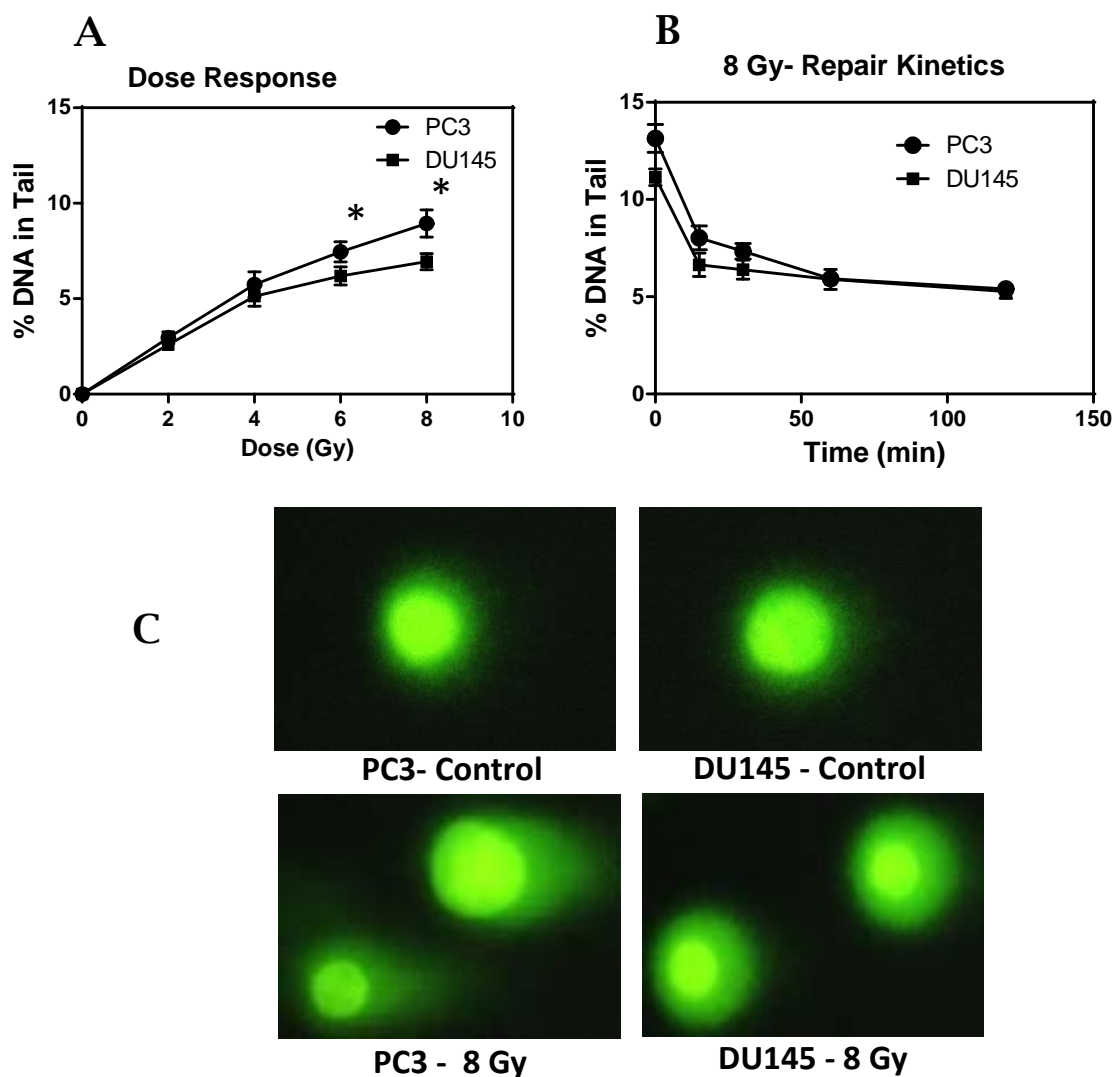 A
Dose Response
15
10
5
0
0 2 4 6 8 10
% DNA in Tail
Dose (Gy)
PC3
DU145
*
*
B
8 Gy- Repair Kinetics
15
10
5
0
0 50 100 150
% DNA in Tail
Time (min)
PC3
DU145
C
PC3- Control
DU145 - Control
PC3 - 8 Gy
DU145 - 8 Gy